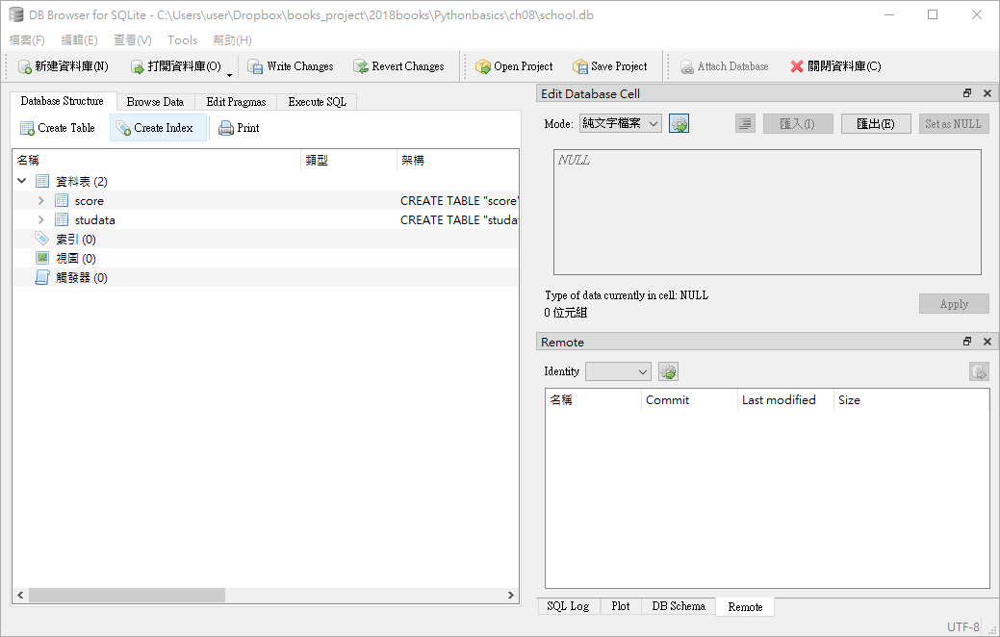 DB Browser for SQLite - C:\Users\user\Dropbox\books_project\2018books\Pythonbasics\ch08\school.db
檔案(F) 編輯(E) 查看(V) Tools 幫助(H)
新建資料庫(N) 打開資料庫(O) Write Changes Revert Changes Open Project Save Project Attach Database 關閉資料庫(C)
Database Structure Browse Data Edit Pragmas Execute SQL
Create Table Create Index Print
名稱 類型 架構
資料表 (2)
score CREATE TABLE "score"
studata CREATE TABLE "studa
索引 (0)
視圖 (0)
觸發器 (0)
Edit Database Cell
Mode: 純文字檔案 匯入(I) 匯出(E) Set as NULL
NULL
Type of data currently in cell: NULL
0 位元組
Apply
Remote
Identity
名稱 Commit Last modified Size
SQL Log Plot DB Schema Remote
UTF-8